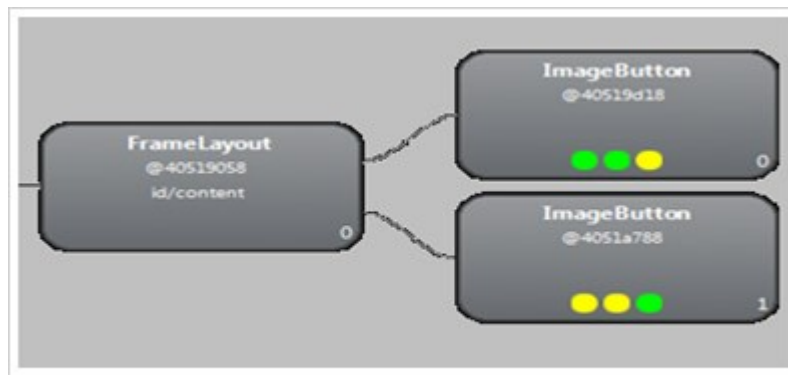 FrameLayout
@40519058
id/content
0
ImageButton
@40519d18
0
ImageButton
@4051a788
1